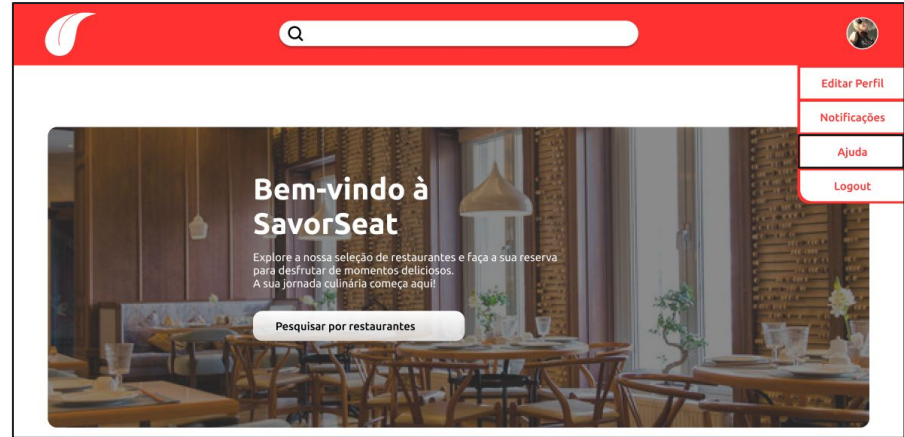 Editar Perfil
Notificações
Ajuda
Logout
Bem-vindo à
SavorSeat
Explore a nossa seleção de restaurantes e faça a sua reserva
para desfrutar de momentos deliciosos.
A sua jornada culinária começa aqui!
Pesquisar por restaurantes